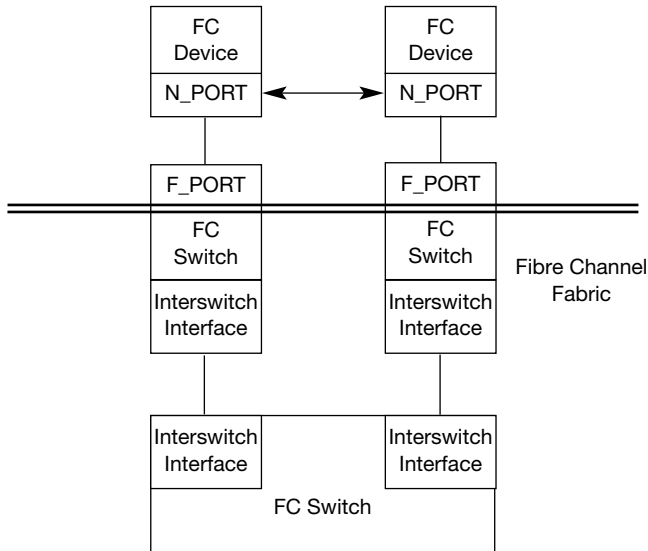 FC
Device
N_PORT
FC
Device
N_PORT
F_PORT
F_PORT
FC
Switch
FC
Switch
Fibre Channel
Fabric
Interswitch
Interface
Interswitch
Interface
Interswitch
Interface
Interswitch
Interface
FC Switch